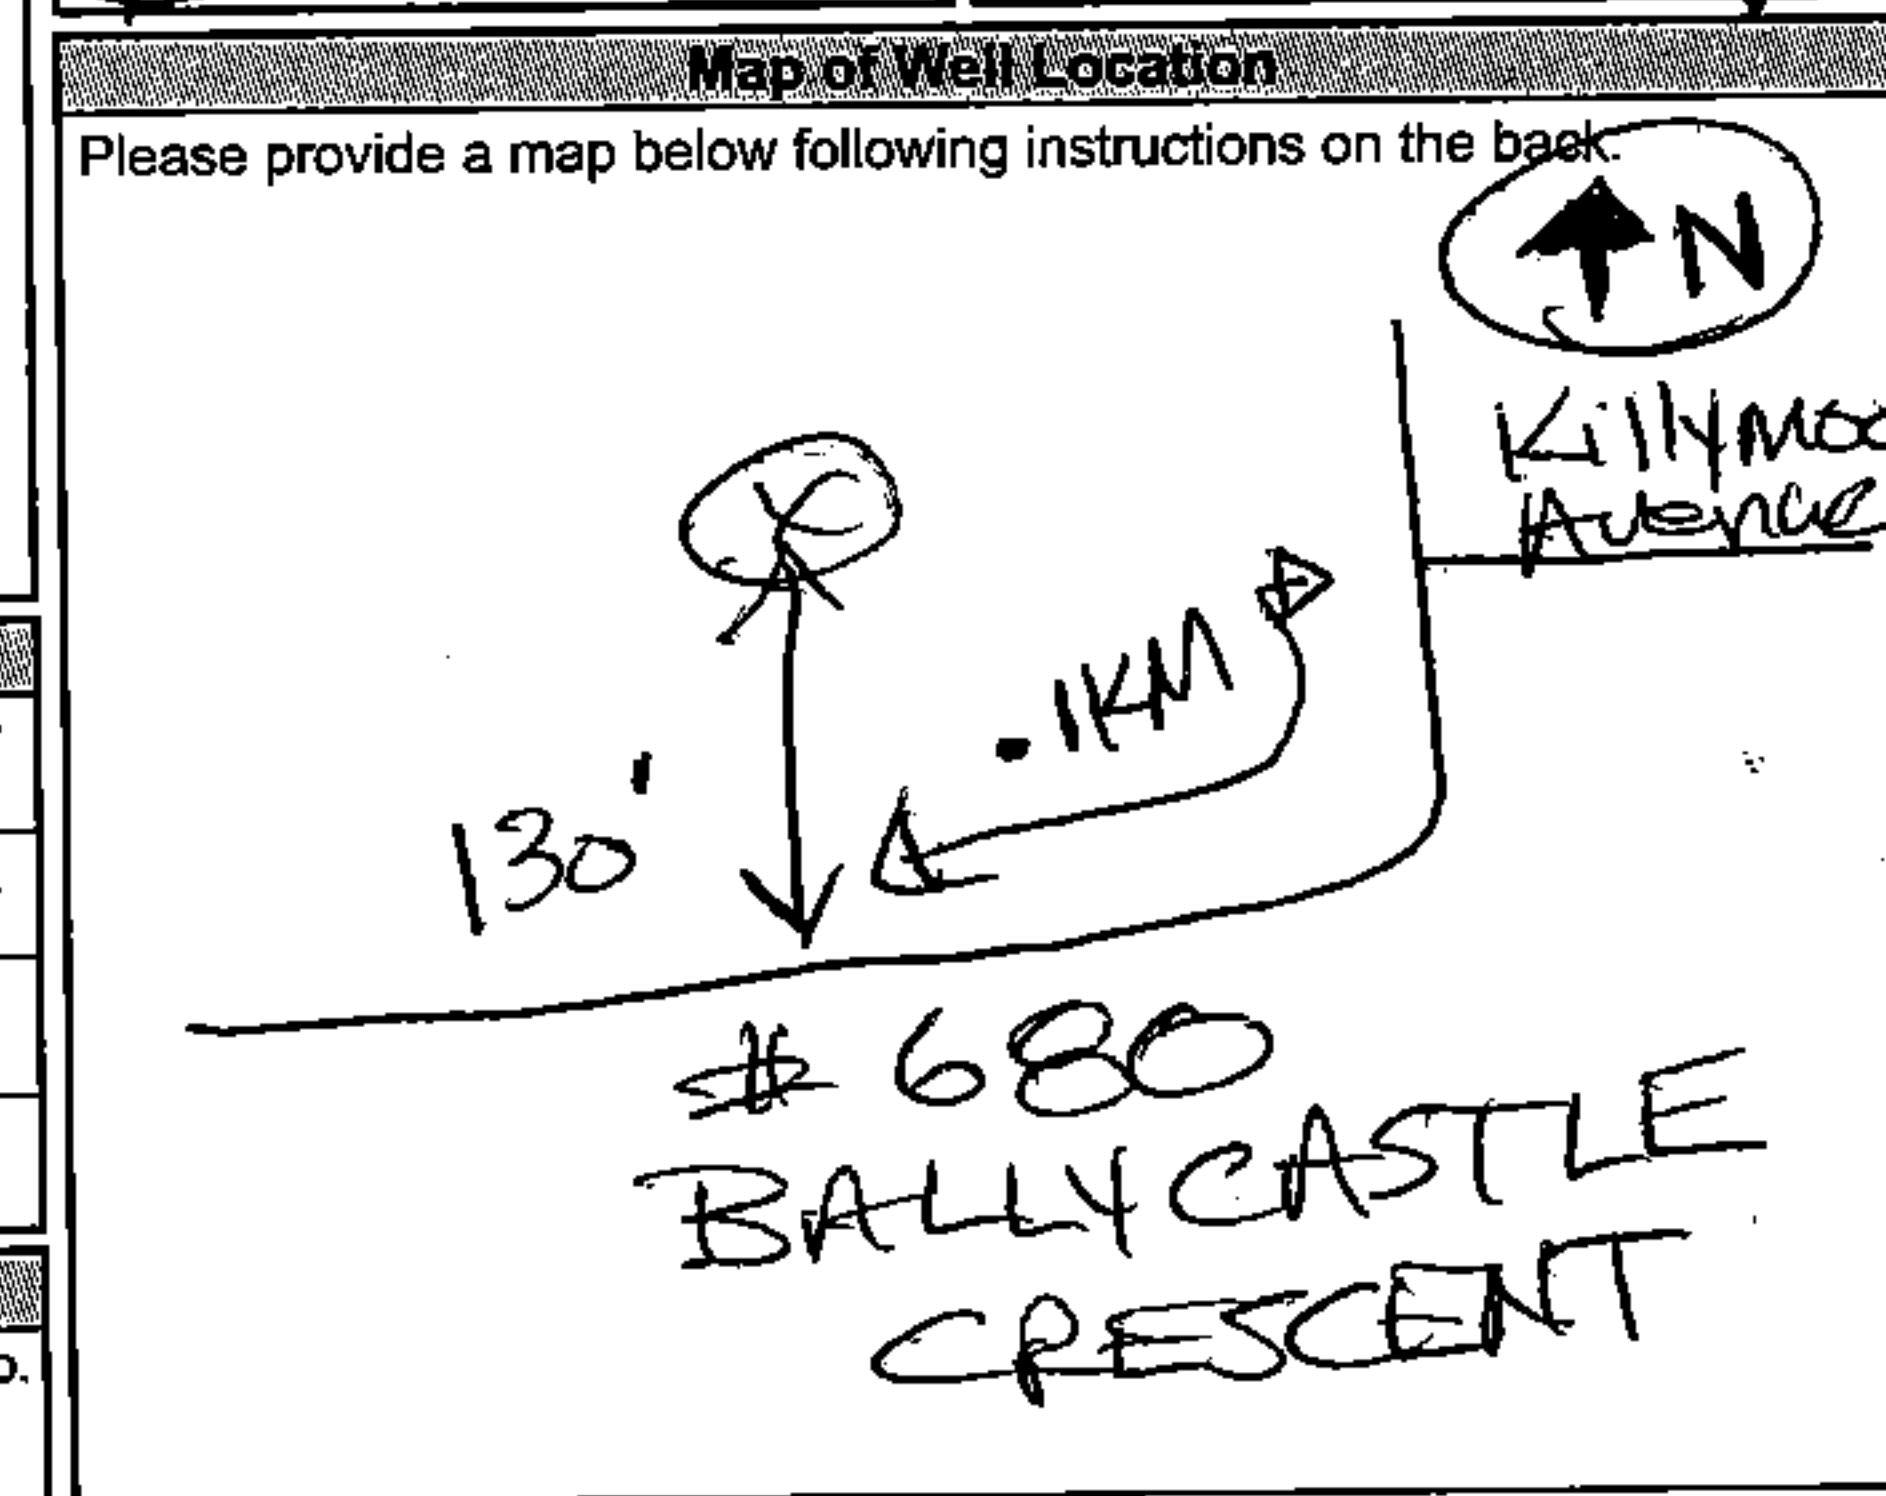 Map of Well Location
Please provide a map below following instructions on the back.
N
Killymoo
Avenue
.1KM
130'
# 680
BALLYCASTLE
CRESCENT